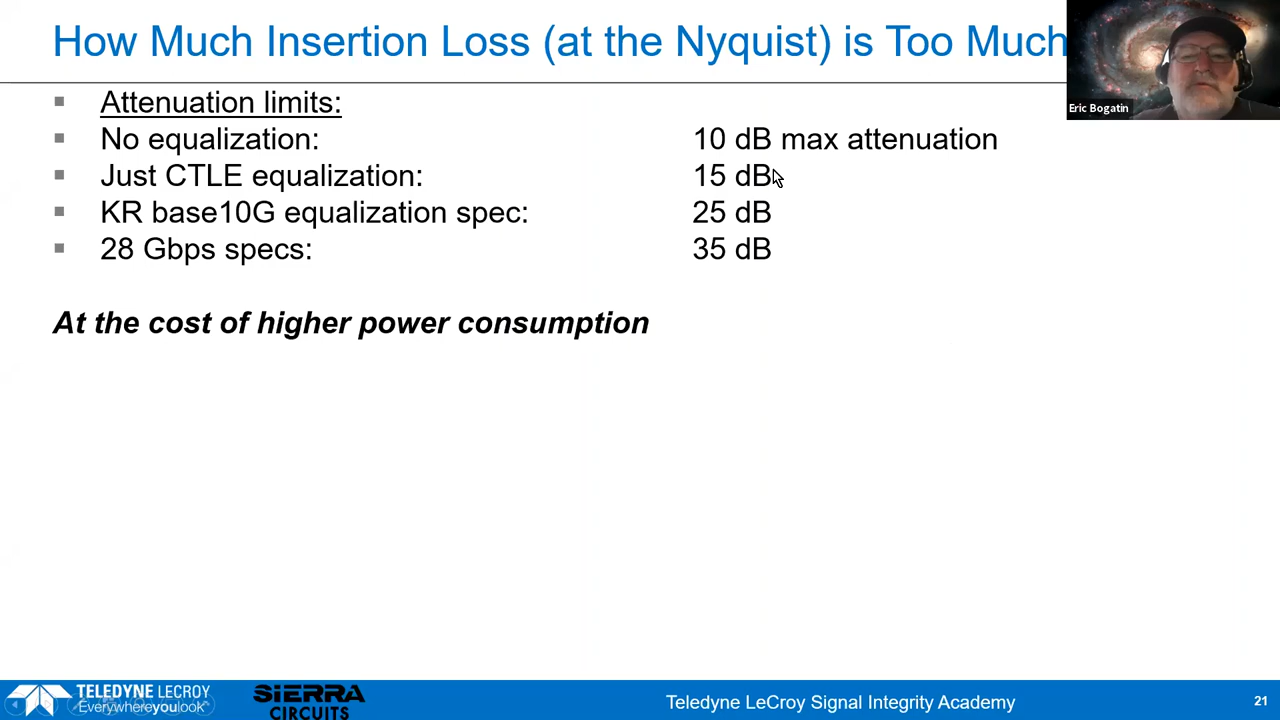 How Much Insertion Loss (at the Nyquist) is Too Much
Eric Bogatin
Attenuation limits:
No equalization: 10 dB max attenuation
Just CTLE equalization: 15 dB
KR base10G equalization spec: 25 dB
28 Gbps specs: 35 dB
At the cost of higher power consumption
TELEDYNE LECROY
Everywhereyoulook
SIERRA
CIRCUITS
Teledyne LeCroy Signal Integrity Academy
21